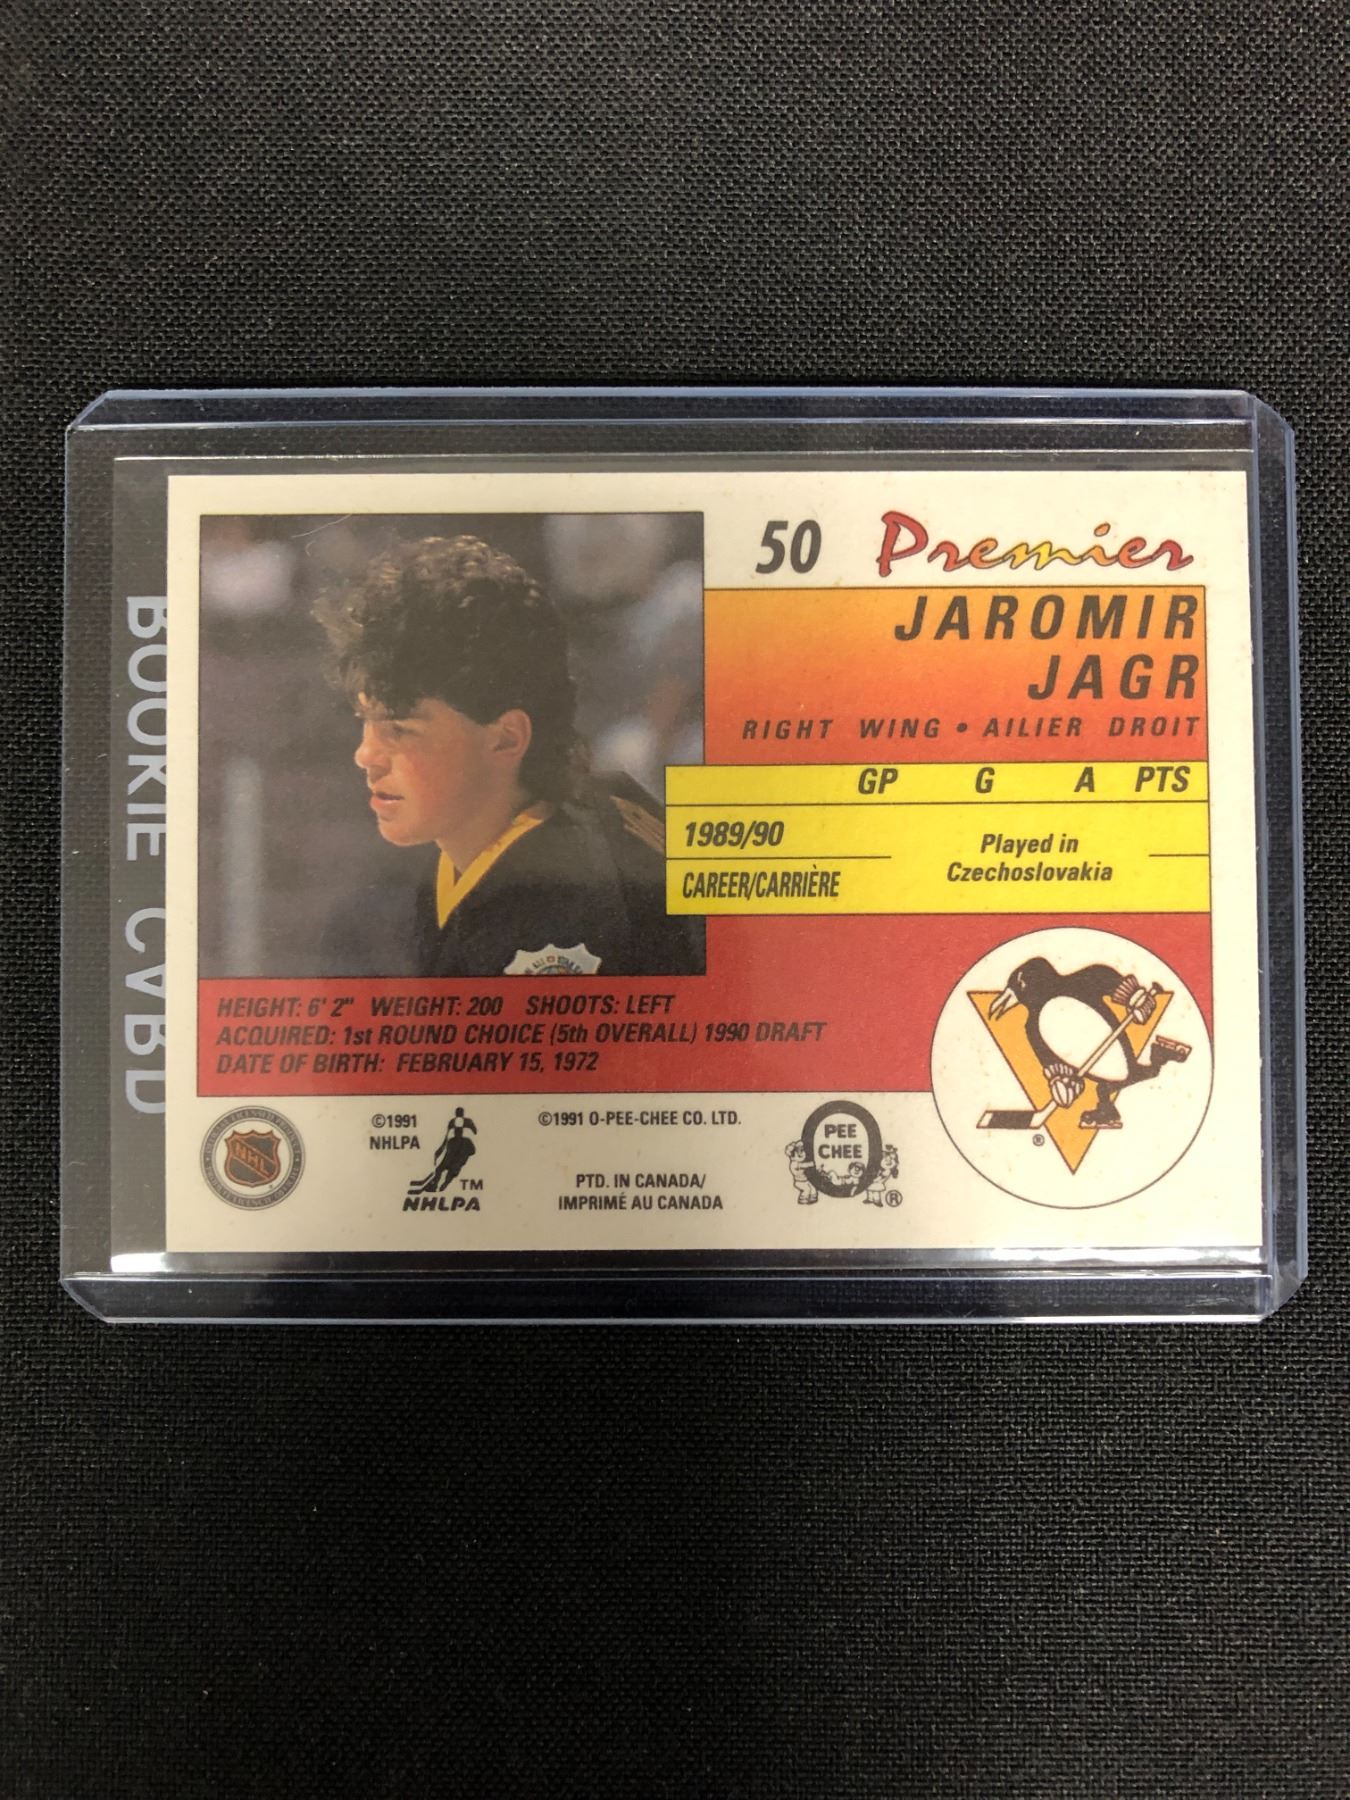 50 Premier
JAROMIR
JAGR
RIGHT WING • AILIER DROIT
GP G A PTS
1989/90
CAREER/CARRIÈRE
Played in
Czechoslovakia
HEIGHT: 6' 2" WEIGHT: 200 SHOOTS: LEFT
ACQUIRED: 1st ROUND CHOICE (5th OVERALL) 1990 DRAFT
DATE OF BIRTH: FEBRUARY 15, 1972
NHL
©1991
NHLPA
TM
NHLPA
©1991 O-PEE-CHEE CO. LTD.
PTD. IN CANADA/
IMPRIMÉ AU CANADA
PEE
CHEE
®
®
ROOKIE CARD